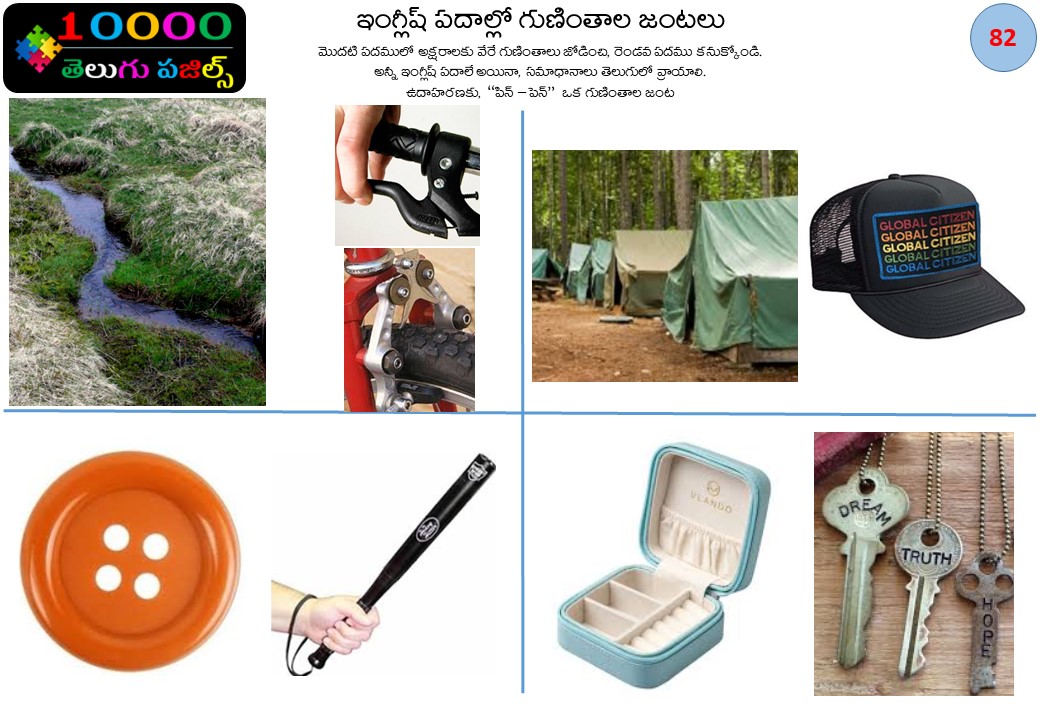 10000
తెలుగు పజిల్స్
ఇంగ్లీష్ పదాల్లో గుణింతాల జంటలు
82
మొదటి పదములో అక్షరాలకు వేరే గుణింతాలు జోడించి, రెండవ పదము కనుక్కోండి.
అన్నీ ఇంగ్లీష్ పదాలే అయినా, సమాధానాలు తెలుగులో వ్రాయాలి.
ఉదాహరణకు, “పిన్ – పెన్” ఒక గుణింతాల జంట
GLOBAL CITIZEN
GLOBAL CITIZEN
GLOBAL CITIZEN
GLOBAL CITIZEN
GLOBAL CITIZEN
VLANDO
DREAM
TRUTH
HOPE